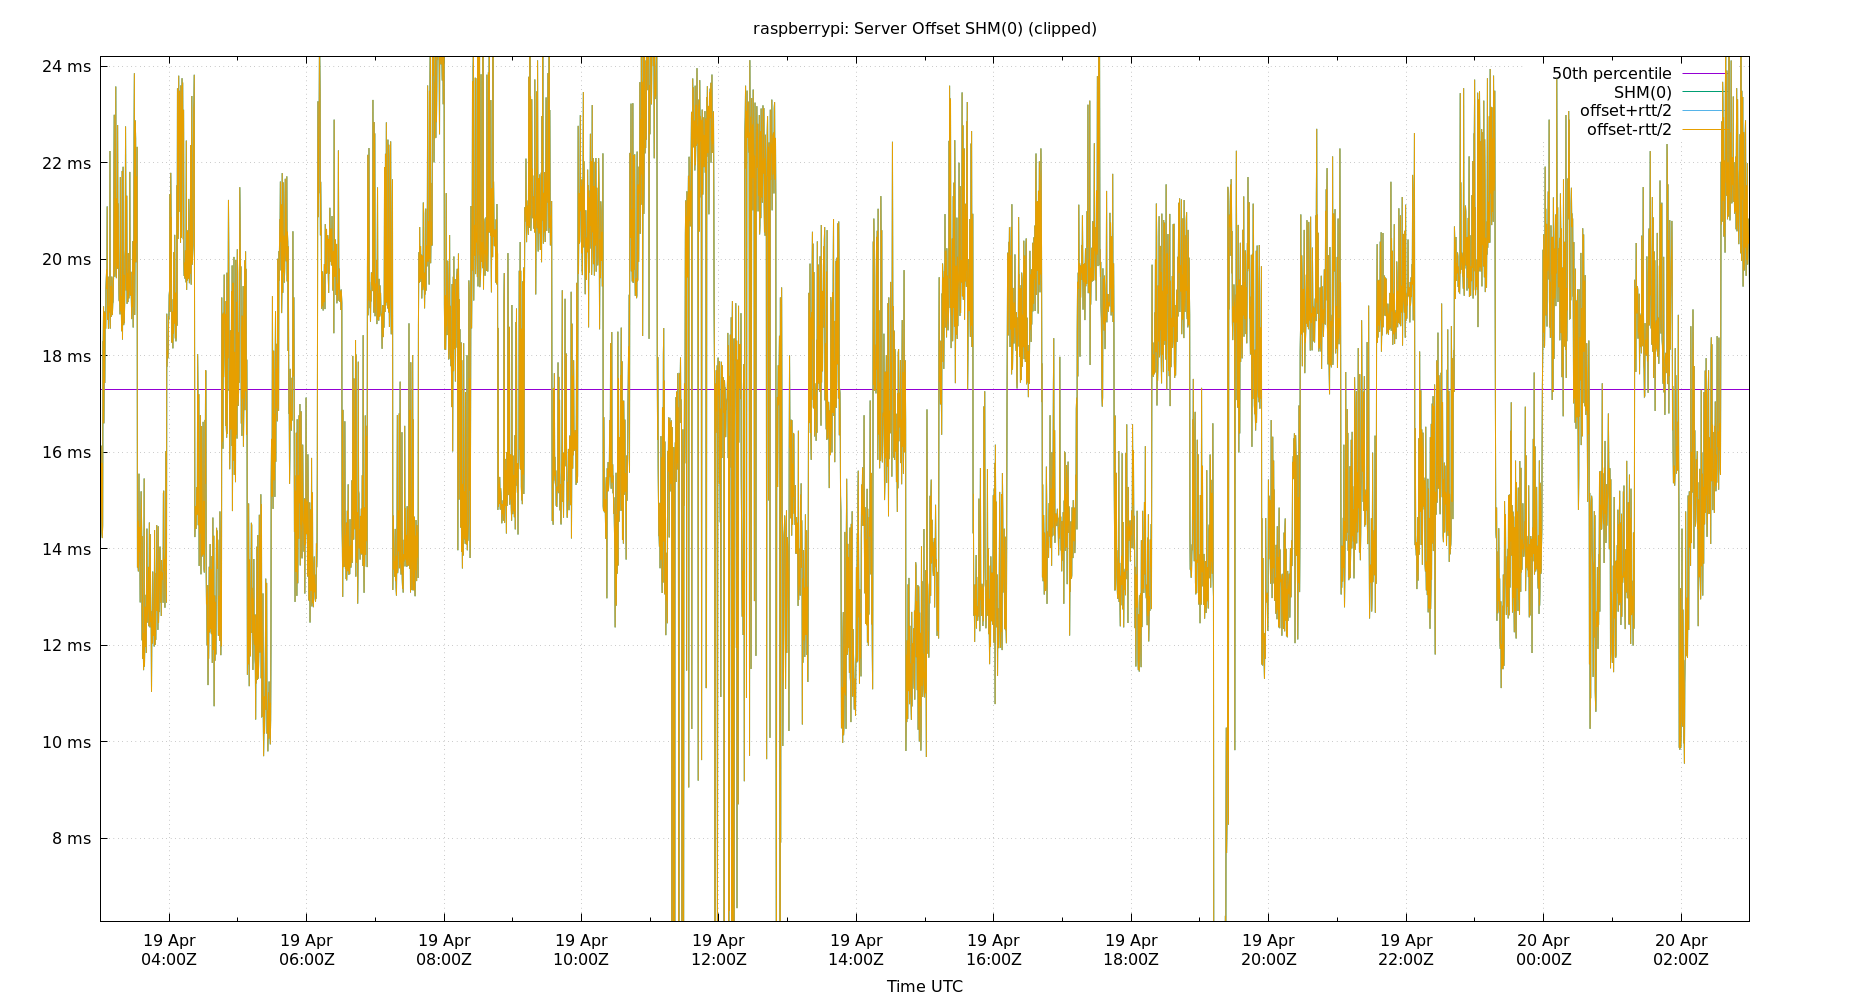 raspberrypi: Server Offset SHM(0) (clipped)
24 ms
22 ms
20 ms
18 ms
16 ms
14 ms
12 ms
10 ms
8 ms
50th percentile
SHM(0)
offset+rtt/2
offset-rtt/2
19 Apr 19 Apr 19 Apr 19 Apr 19 Apr 19 Apr 19 Apr 19 Apr 19 Apr 19 Apr 20 Apr 20 Apr
04:00Z 06:00Z 08:00Z 10:00Z 12:00Z 14:00Z 16:00Z 18:00Z 20:00Z 22:00Z 00:00Z 02:00Z
Time UTC